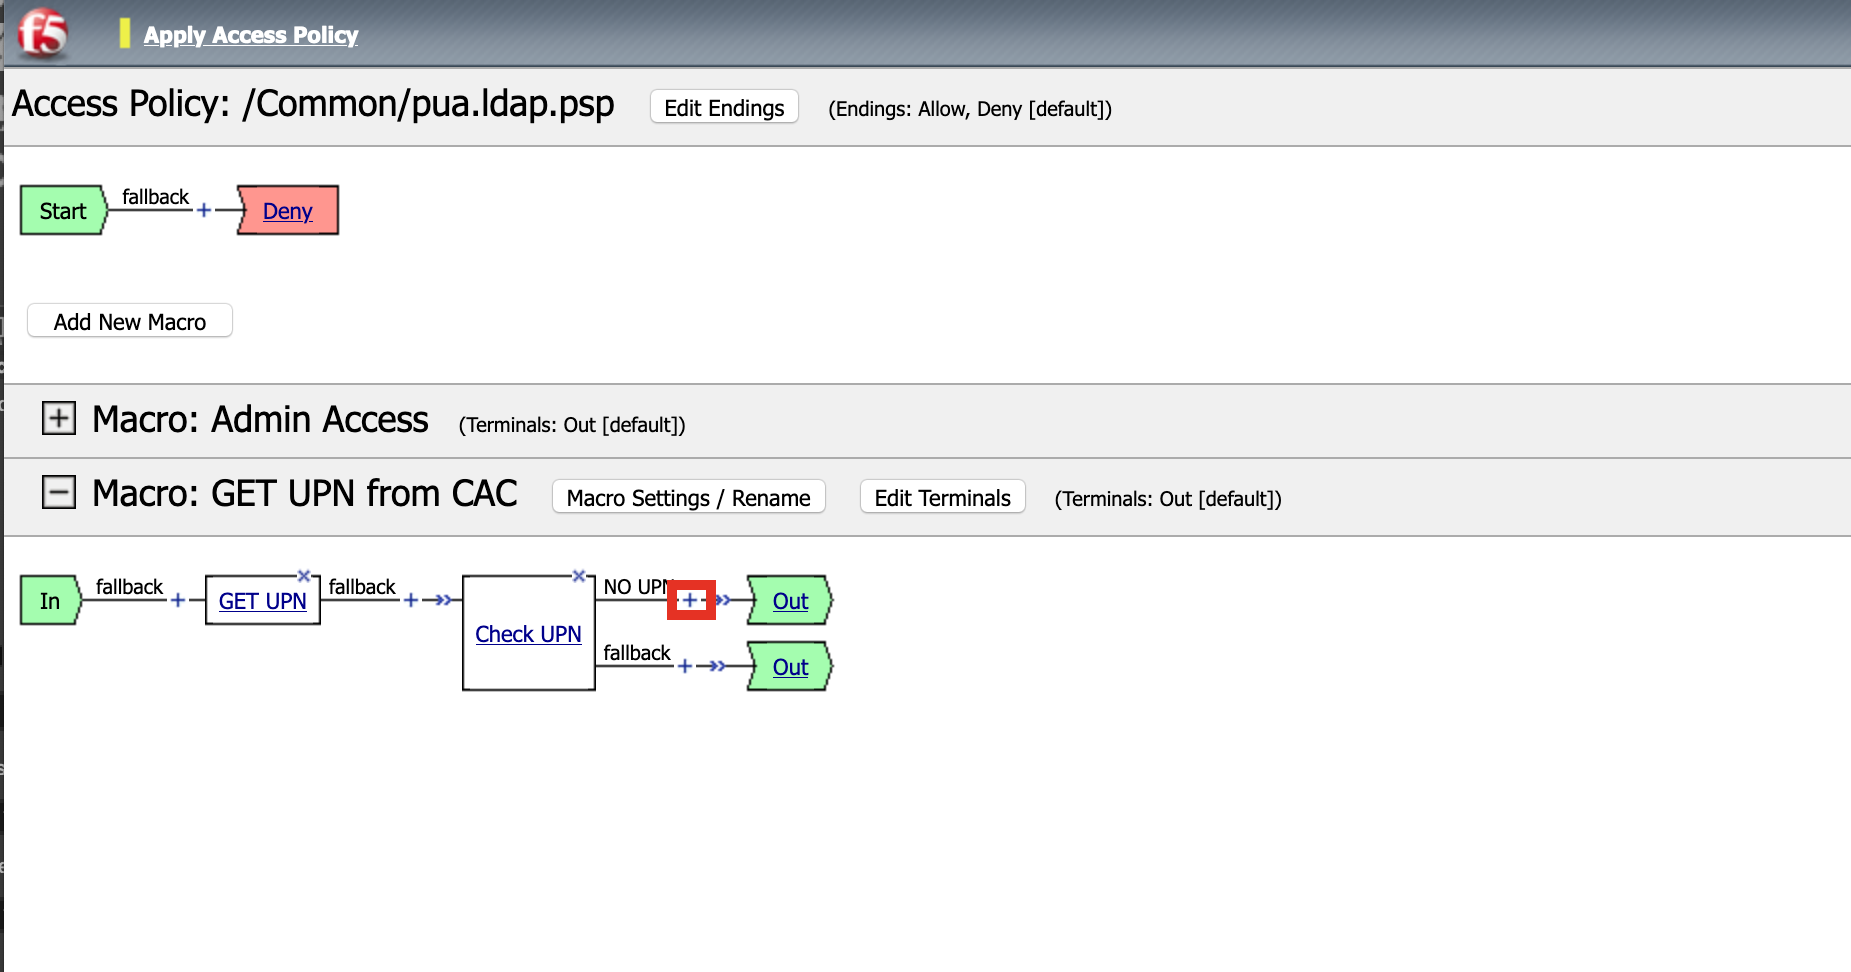 f5 Apply Access Policy
Access Policy: /Common/pua.ldap.psp Edit Endings (Endings: Allow, Deny [default])
Start fallback + Deny
Add New Macro
+ Macro: Admin Access (Terminals: Out [default])
− Macro: GET UPN from CAC Macro Settings / Rename Edit Terminals (Terminals: Out [default])
In fallback + GET UPN fallback + Check UPN NO UPN + Out
fallback + Out